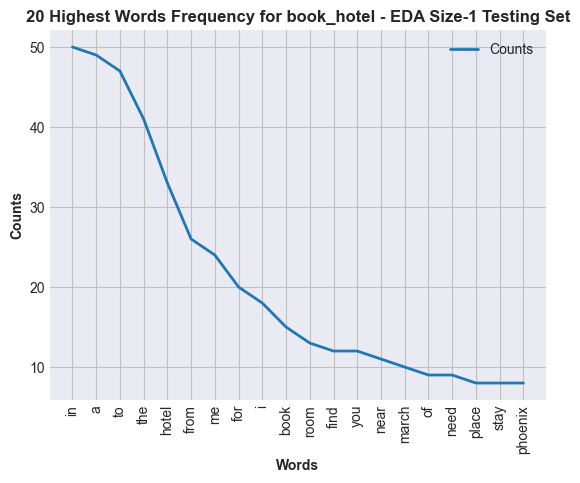 20 Highest Words Frequency for book_hotel - EDA Size-1 Testing Set
Counts
50
40
30
20
10
Counts
in
a
to
the
hotel
from
me
for
i
book
room
find
you
near
march
of
need
place
stay
phoenix
Words